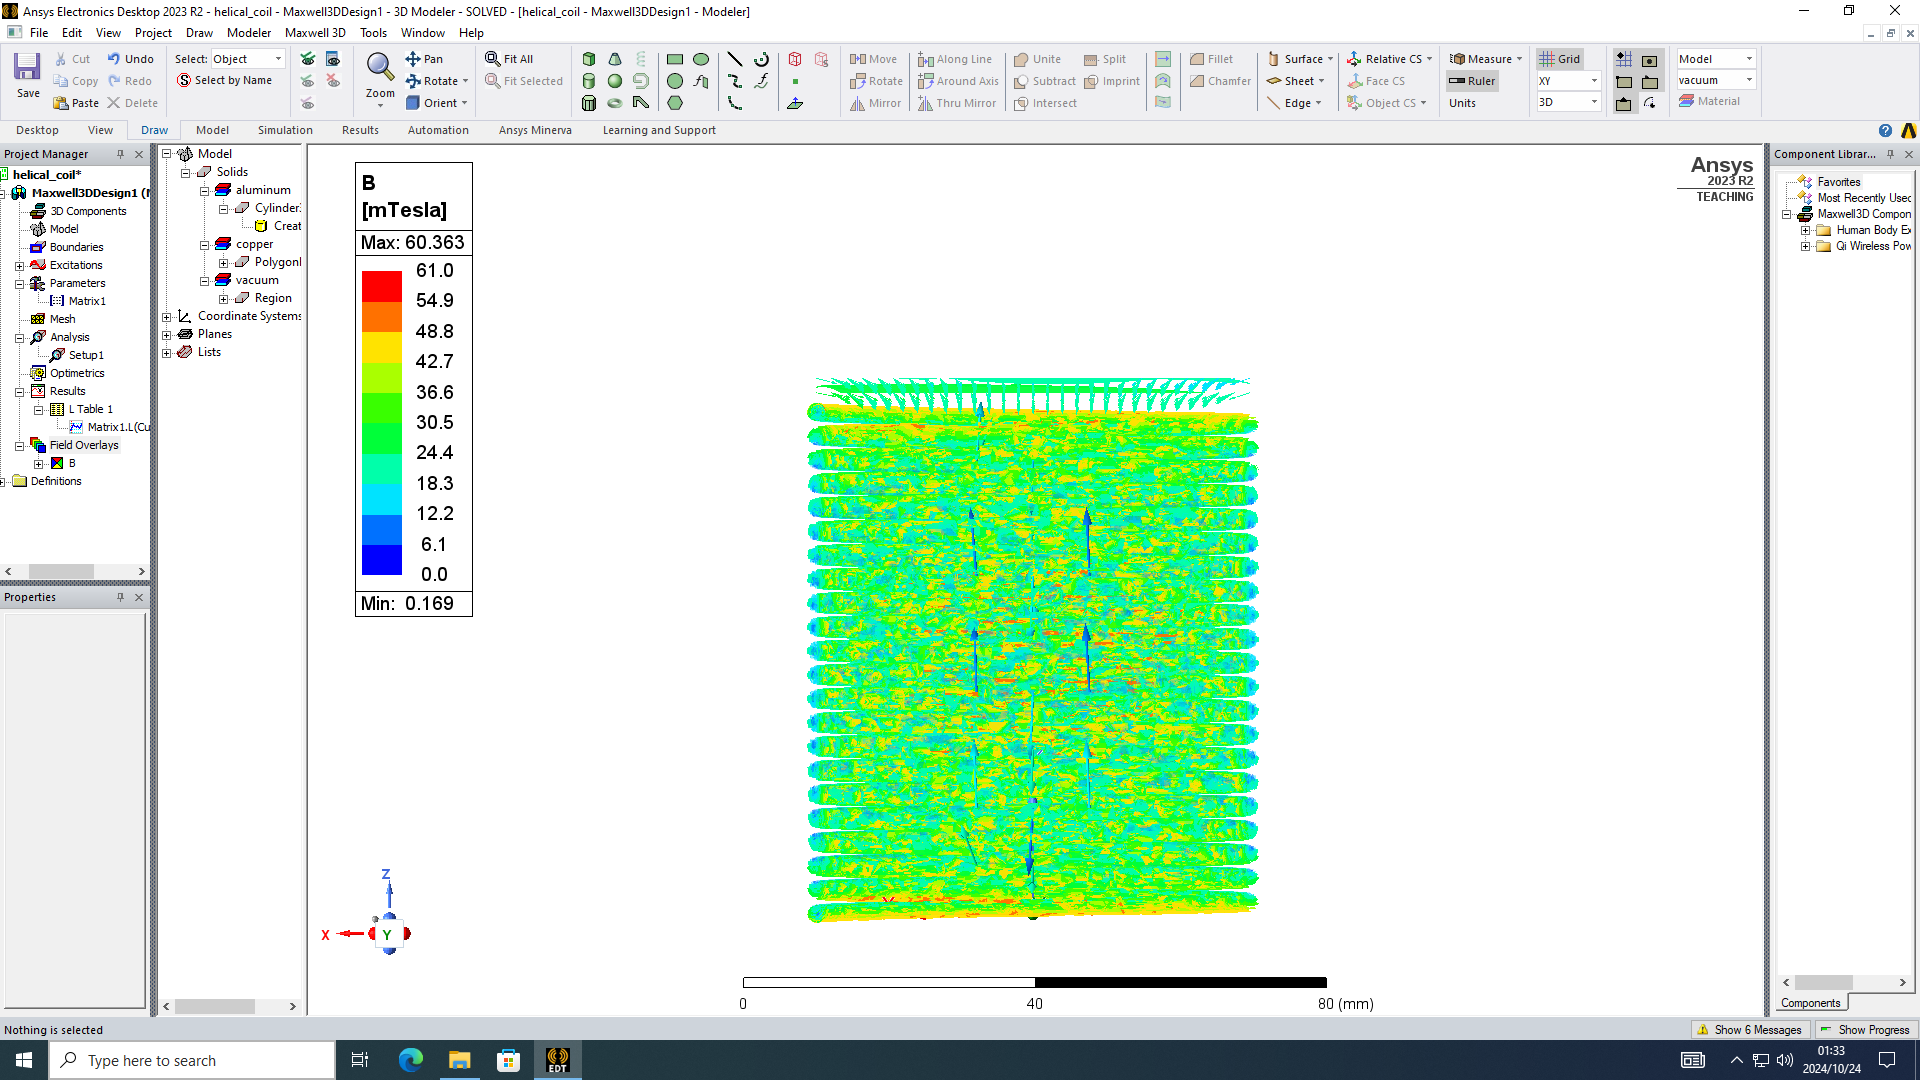 Ansys Electronics Desktop 2023 R2 - helical_coil - Maxwell3DDesign1 - 3D Modeler - SOLVED - [helical_coil - Maxwell3DDesign1 - Modeler]
File Edit View Project Draw Modeler Maxwell 3D Tools Window Help
Save
Cut
Copy
Paste
Undo
Redo
Delete
Select: Object
Select by Name
Zoom
Pan
Rotate
Orient
Fit All
Fit Selected
Move
Rotate
Mirror
Along Line
Around Axis
Thru Mirror
Unite
Subtract
Intersect
Split
Imprint
Fillet
Chamfer
Surface
Sheet
Edge
Relative CS
Face CS
Object CS
Measure
Ruler
Units
Grid
XY
3D
Model
vacuum
Material
Desktop View Draw Model Simulation Results Automation Ansys Minerva Learning and Support
Project Manager
helical_coil*
Maxwell3DDesign1 (
3D Components
Model
Boundaries
Excitations
Parameters
Matrix1
Mesh
Analysis
Setup1
Optimetrics
Results
L Table 1
Matrix1.L(Cu
Field Overlays
B
Definitions
Properties
Model
Solids
aluminum
Cylinder
Creat
copper
Polygon
vacuum
Region
Coordinate Systems
Planes
Lists
B
[mTesla]
Max: 60.363
61.0
54.9
48.8
42.7
36.6
30.5
24.4
18.3
12.2
6.1
0.0
Min: 0.169
Ansys
2023 R2
TEACHING
Z
X
Y
0 40 80 (mm)
Component Librar...
Favorites
Most Recently Used
Maxwell3D Compon
Human Body Ex
Qi Wireless Pow
Components
Nothing is selected
Show 6 Messages
Show Progress
Type here to search
EDT
01:33
2024/10/24